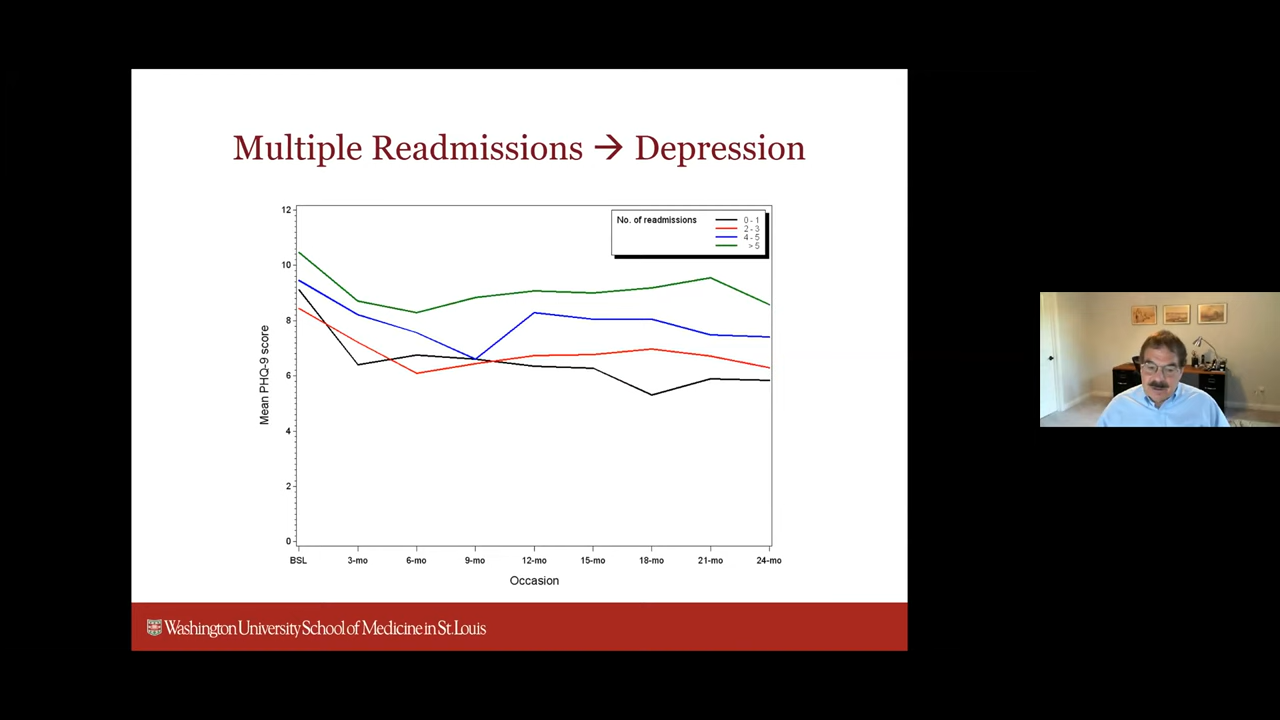 Multiple Readmissions → Depression
No. of readmissions
0 - 1
2 - 3
4 - 5
> 5
12
10
8
6
4
2
0
Mean PHQ-9 score
BSL 3-mo 6-mo 9-mo 12-mo 15-mo 18-mo 21-mo 24-mo
Occasion
Washington University School of Medicine in St. Louis